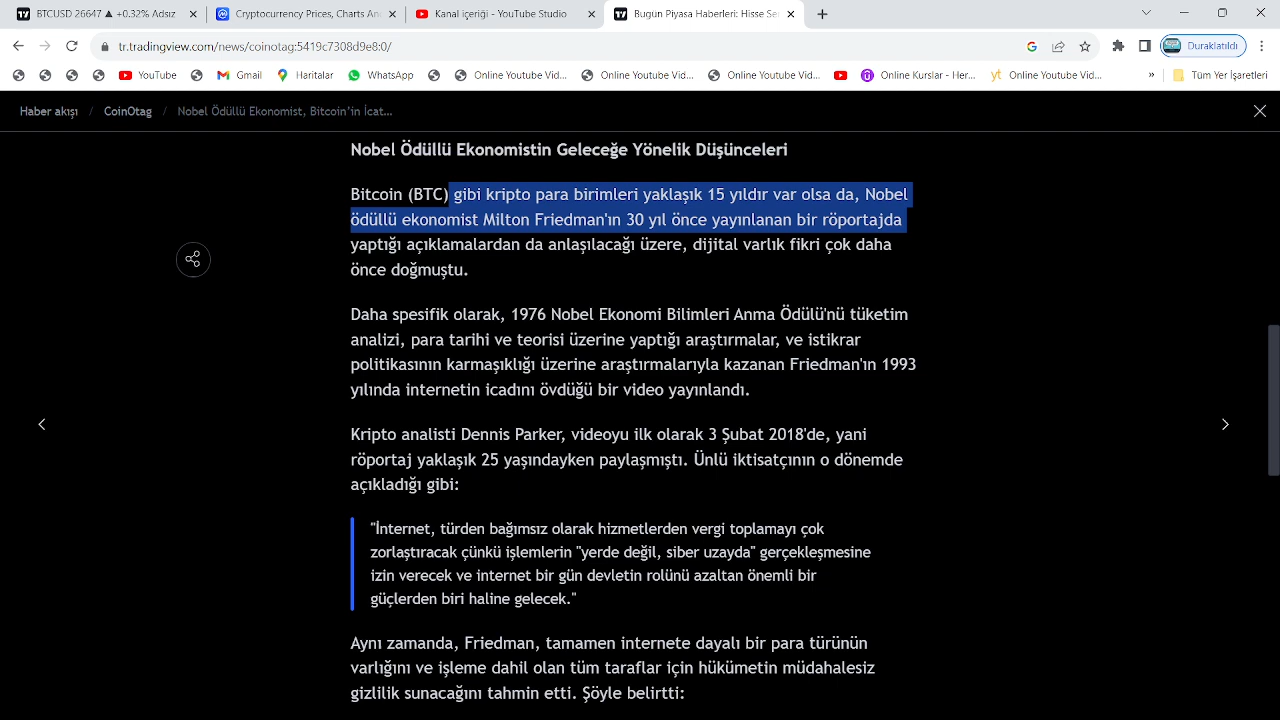 BTCUSD 26647 ▲ +0.32% Adsız
Cryptocurrency Prices, Charts An
Kanal içeriği - YouTube Studio
Bugün Piyasa Haberleri: Hisse Ser
tr.tradingview.com/news/coinotag:5419c7308d9e8:0/
Duraklatıldı
YouTube
Gmail
Haritalar
WhatsApp
Online Youtube Vid...
Online Youtube Vid...
Online Youtube Vid...
Online Kurslar - Her...
yt Online Youtube Vid...
»
Tüm Yer İşaretleri
Haber akışı / CoinOtag / Nobel Ödüllü Ekonomist, Bitcoin'in İcat...
Nobel Ödüllü Ekonomistin Geleceğe Yönelik Düşünceleri
Bitcoin (BTC) gibi kripto para birimleri yaklaşık 15 yıldır var olsa da, Nobel
ödüllü ekonomist Milton Friedman'ın 30 yıl önce yayınlanan bir röportajda
yaptığı açıklamalardan da anlaşılacağı üzere, dijital varlık fikri çok daha
önce doğmuştu.
Daha spesifik olarak, 1976 Nobel Ekonomi Bilimleri Anma Ödülü'nü tüketim
analizi, para tarihi ve teorisi üzerine yaptığı araştırmalar, ve istikrar
politikasının karmaşıklığı üzerine araştırmalarıyla kazanan Friedman'ın 1993
yılında internetin icadını övdüğü bir video yayınlandı.
Kripto analisti Dennis Parker, videoyu ilk olarak 3 Şubat 2018'de, yani
röportaj yaklaşık 25 yaşındayken paylaşmıştı. Ünlü iktisatçının o dönemde
açıkladığı gibi:
"İnternet, türden bağımsız olarak hizmetlerden vergi toplamayı çok
zorlaştıracak çünkü işlemlerin "yerde değil, siber uzayda" gerçekleşmesine
izin verecek ve internet bir gün devletin rolünü azaltan önemli bir
güçlerden biri haline gelecek."
Aynı zamanda, Friedman, tamamen internete dayalı bir para türünün
varlığını ve işleme dahil olan tüm taraflar için hükümetin müdahalesiz
gizlilik sunacağını tahmin etti. Şöyle belirtti: